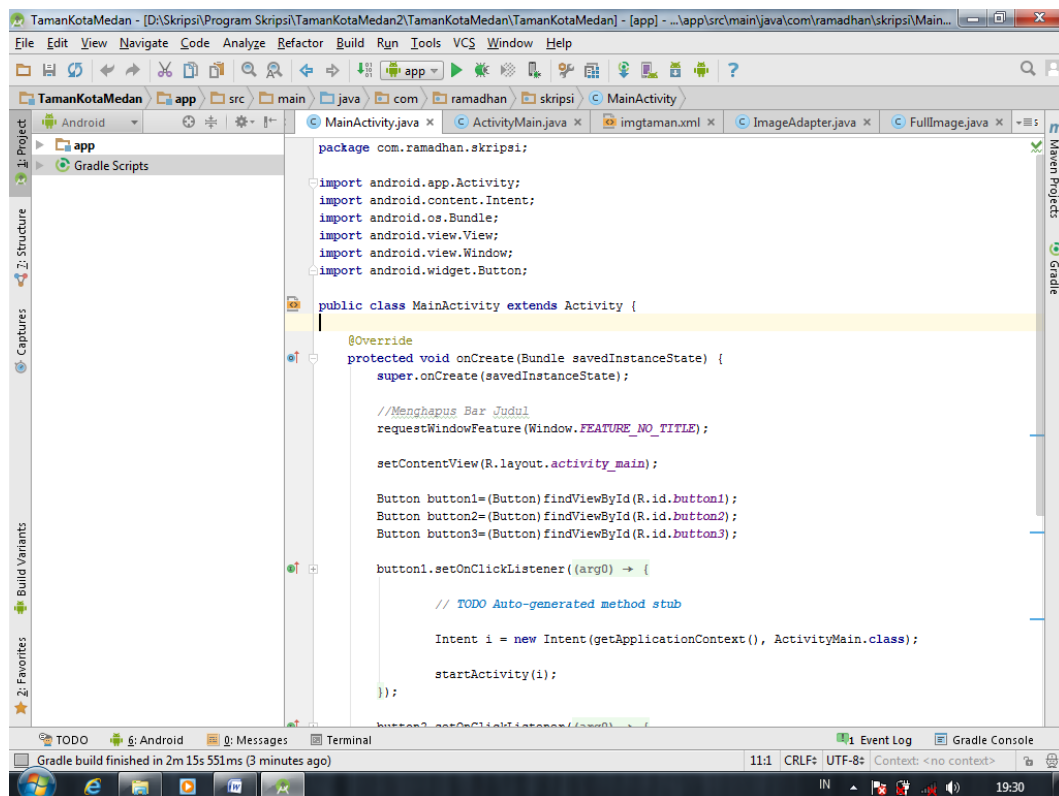 TamanKotaMedan - [D:\Skripsi\Program Skripsi\TamanKotaMedan2\TamanKotaMedan\TamanKotaMedan] - [app] - ...\app\src\main\java\com\ramadhan\skripsi\Main...
File Edit View Navigate Code Analyze Refactor Build Run Tools VCS Window Help
app
TamanKotaMedan app src main java com ramadhan skripsi MainActivity
Android
MainActivity.java ActivityMain.java imgtaman.xml ImageAdapter.java FullImage.java
1: Project
Z: Structure
Captures
Build Variants
2: Favorites
app
Gradle Scripts
package com.ramadhan.skripsi;
import android.app.Activity;
import android.content.Intent;
import android.os.Bundle;
import android.view.View;
import android.view.Window;
import android.widget.Button;
public class MainActivity extends Activity {
@Override
protected void onCreate(Bundle savedInstanceState) {
super.onCreate(savedInstanceState);
//Menghapus Bar Judul
requestWindowFeature(Window.FEATURE_NO_TITLE);
setContentView(R.layout.activity_main);
Button button1=(Button)findViewById(R.id.button1);
Button button2=(Button)findViewById(R.id.button2);
Button button3=(Button)findViewById(R.id.button3);
button1.setOnClickListener((arg0) → {
// TODO Auto-generated method stub
Intent i = new Intent(getApplicationContext(), ActivityMain.class);
startActivity(i);
});
button2.setOnClickListener((arg0) → {
Maven Projects
Gradle
TODO 6: Android 0: Messages Terminal 1 Event Log Gradle Console
Gradle build finished in 2m 15s 551ms (3 minutes ago) 11:1 CRLF UTF-8 Context: <no context>
IN 19:30